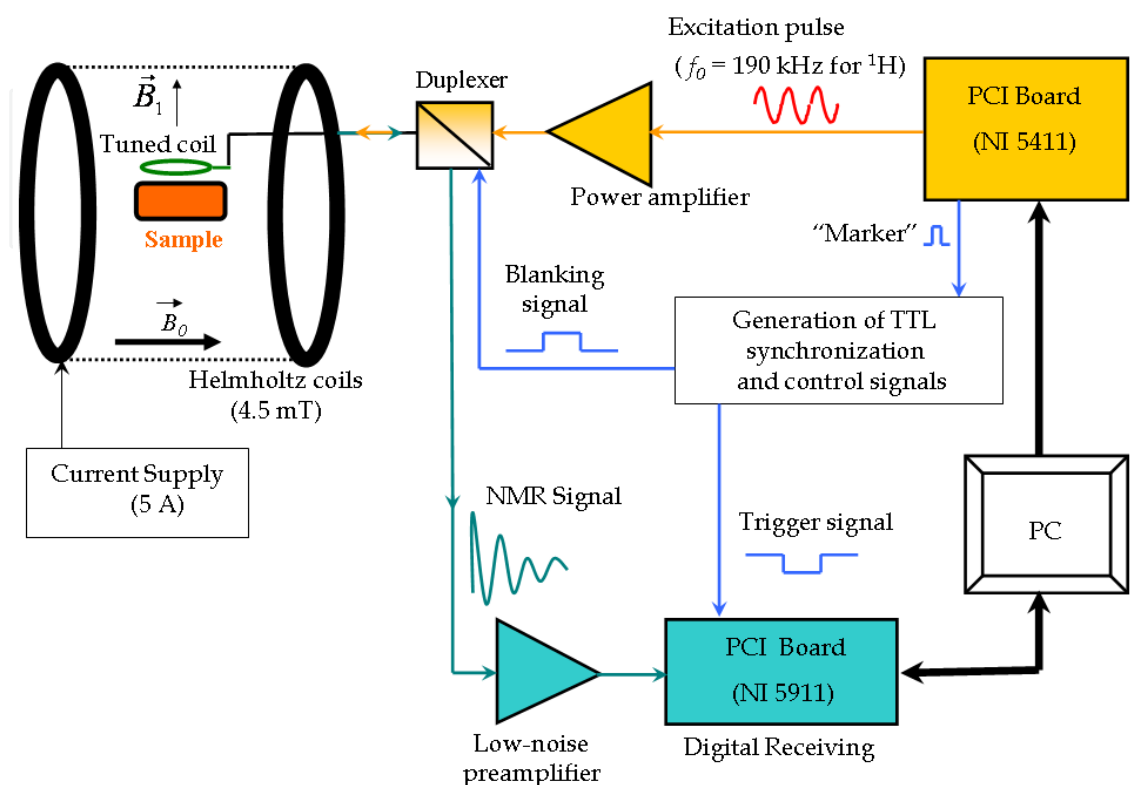 Excitation pulse
( f0 = 190 kHz for ¹H)
Duplexer
PCI Board
(NI 5411)
B1
Tuned coil
Sample
Power amplifier
“Marker”
Blanking
signal
Generation of TTL
synchronization
and control signals
B0
Helmholtz coils
(4.5 mT)
Current Supply
(5 A)
NMR Signal
Trigger signal
PC
PCI Board
(NI 5911)
Low-noise
preamplifier
Digital Receiving